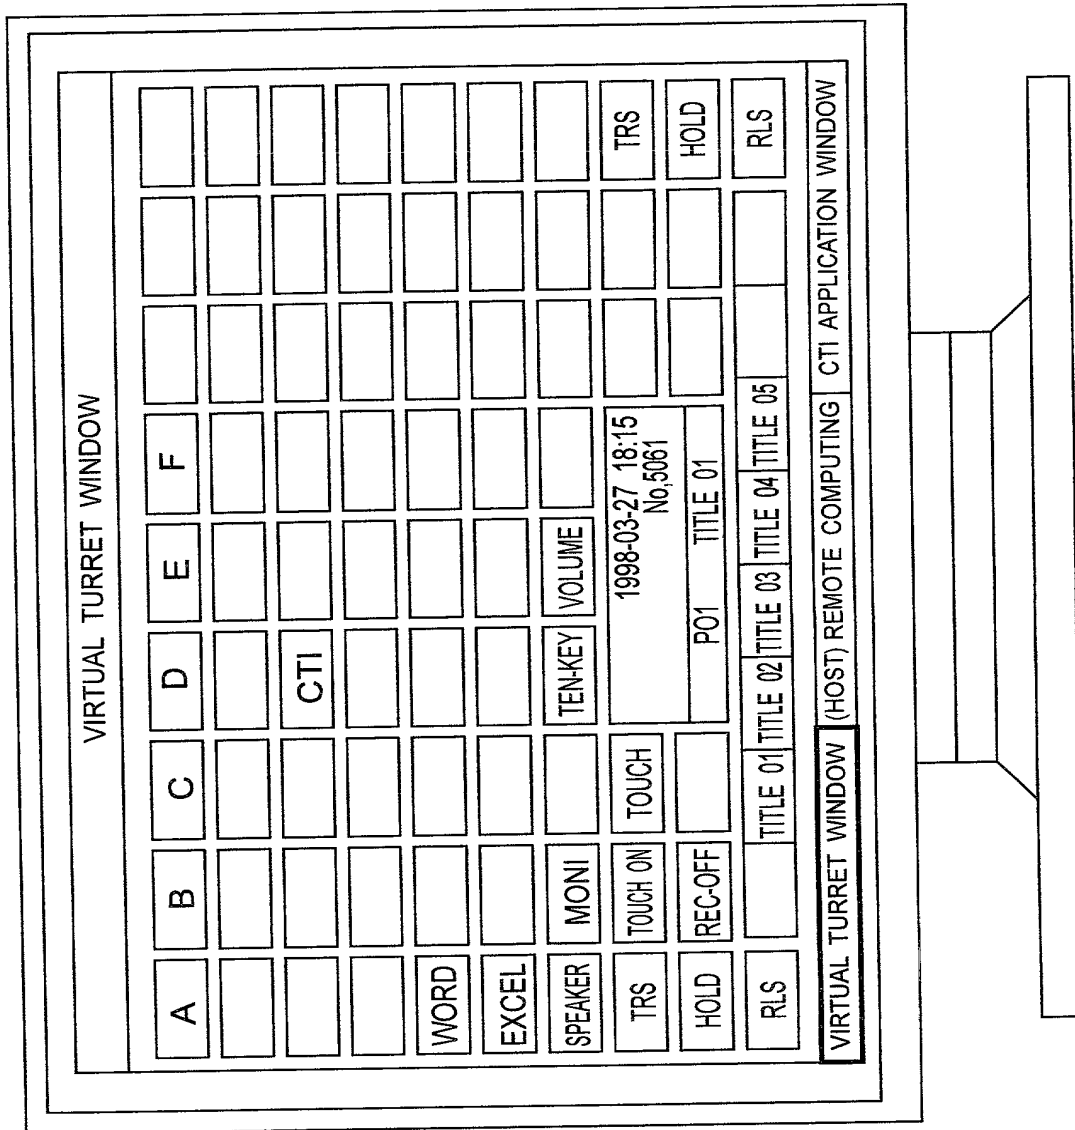 VIRTUAL TURRET WINDOW
A B C D E F
CTI
WORD
EXCEL
SPEAKER MONI TEN-KEY VOLUME
TRS TOUCH ON TOUCH 1998-03-27 18:15 TRS
No,5061
HOLD REC-OFF PO1 TITLE 01 HOLD
RLS TITLE 01 TITLE 02 TITLE 03 TITLE 04 TITLE 05 RLS
VIRTUAL TURRET WINDOW (HOST) REMOTE COMPUTING CTI APPLICATION WINDOW